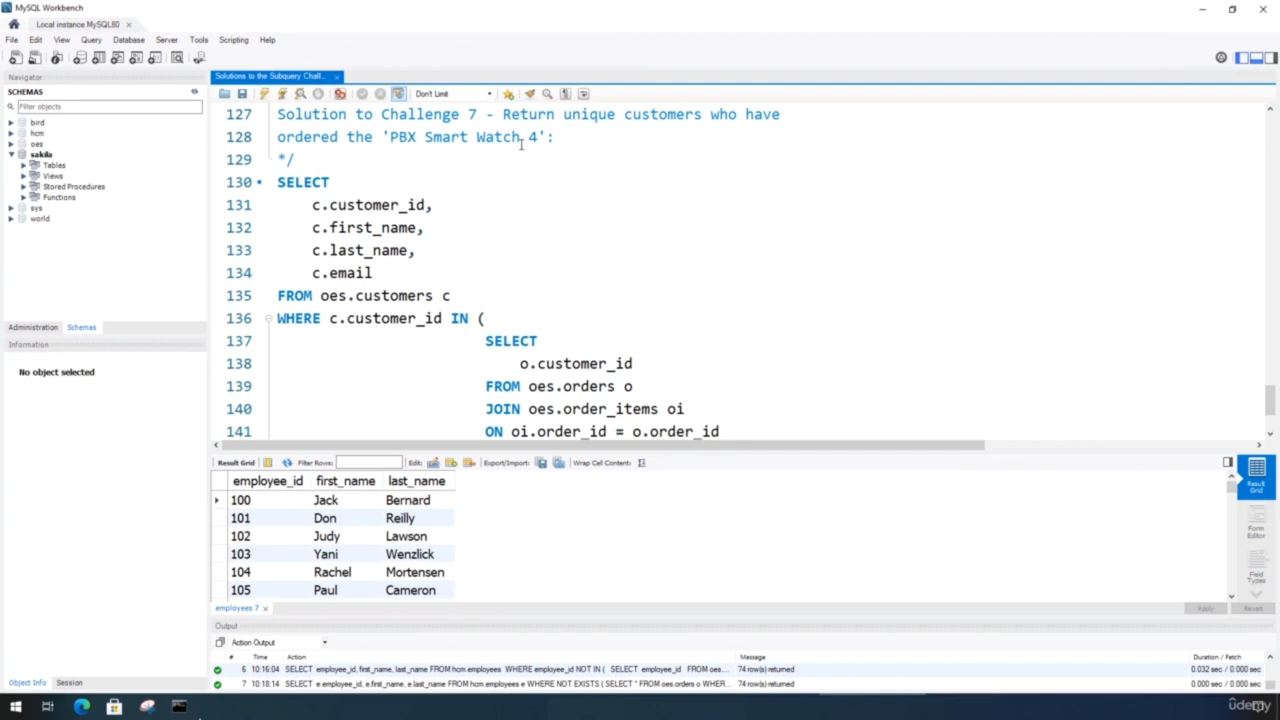 MySQL Workbench
Local instance MySQL80 ×
File Edit View Query Database Server Tools Scripting Help
Navigator
SCHEMAS
Filter objects
bird
hcm
oes
sakila
Tables
Views
Stored Procedures
Functions
sys
world
Administration Schemas
Information
No object selected
Object Info Session
Solutions to the Subquery Chall... ×
Don't Limit
127 Solution to Challenge 7 - Return unique customers who have
128 ordered the 'PBX Smart Watch 4':
129 */
130 SELECT
131 c.customer_id,
132 c.first_name,
133 c.last_name,
134 c.email
135 FROM oes.customers c
136 WHERE c.customer_id IN (
137 SELECT
138 o.customer_id
139 FROM oes.orders o
140 JOIN oes.order_items oi
141 ON oi.order_id = o.order_id
Result Grid Filter Rows: Edit: Export/Import: Wrap Cell Content:
employee_id first_name last_name
100 Jack Bernard
101 Don Reilly
102 Judy Lawson
103 Yani Wenzlick
104 Rachel Mortensen
105 Paul Cameron
Result Grid
Form Editor
Field Types
employees 7 ×
Apply Revert
Output
Action Output
# Time Action Message Duration / Fetch
6 10:16:04 SELECT employee_id, first_name, last_name FROM hcm.employees WHERE employee_id NOT IN ( SELECT employee_id FROM oes... 74 row(s) returned 0.032 sec / 0.000 sec
7 10:18:14 SELECT e.employee_id, e.first_name, e.last_name FROM hcm.employees e WHERE NOT EXISTS ( SELECT * FROM oes.orders o WHER... 74 row(s) returned 0.000 sec / 0.000 sec
ûdemy